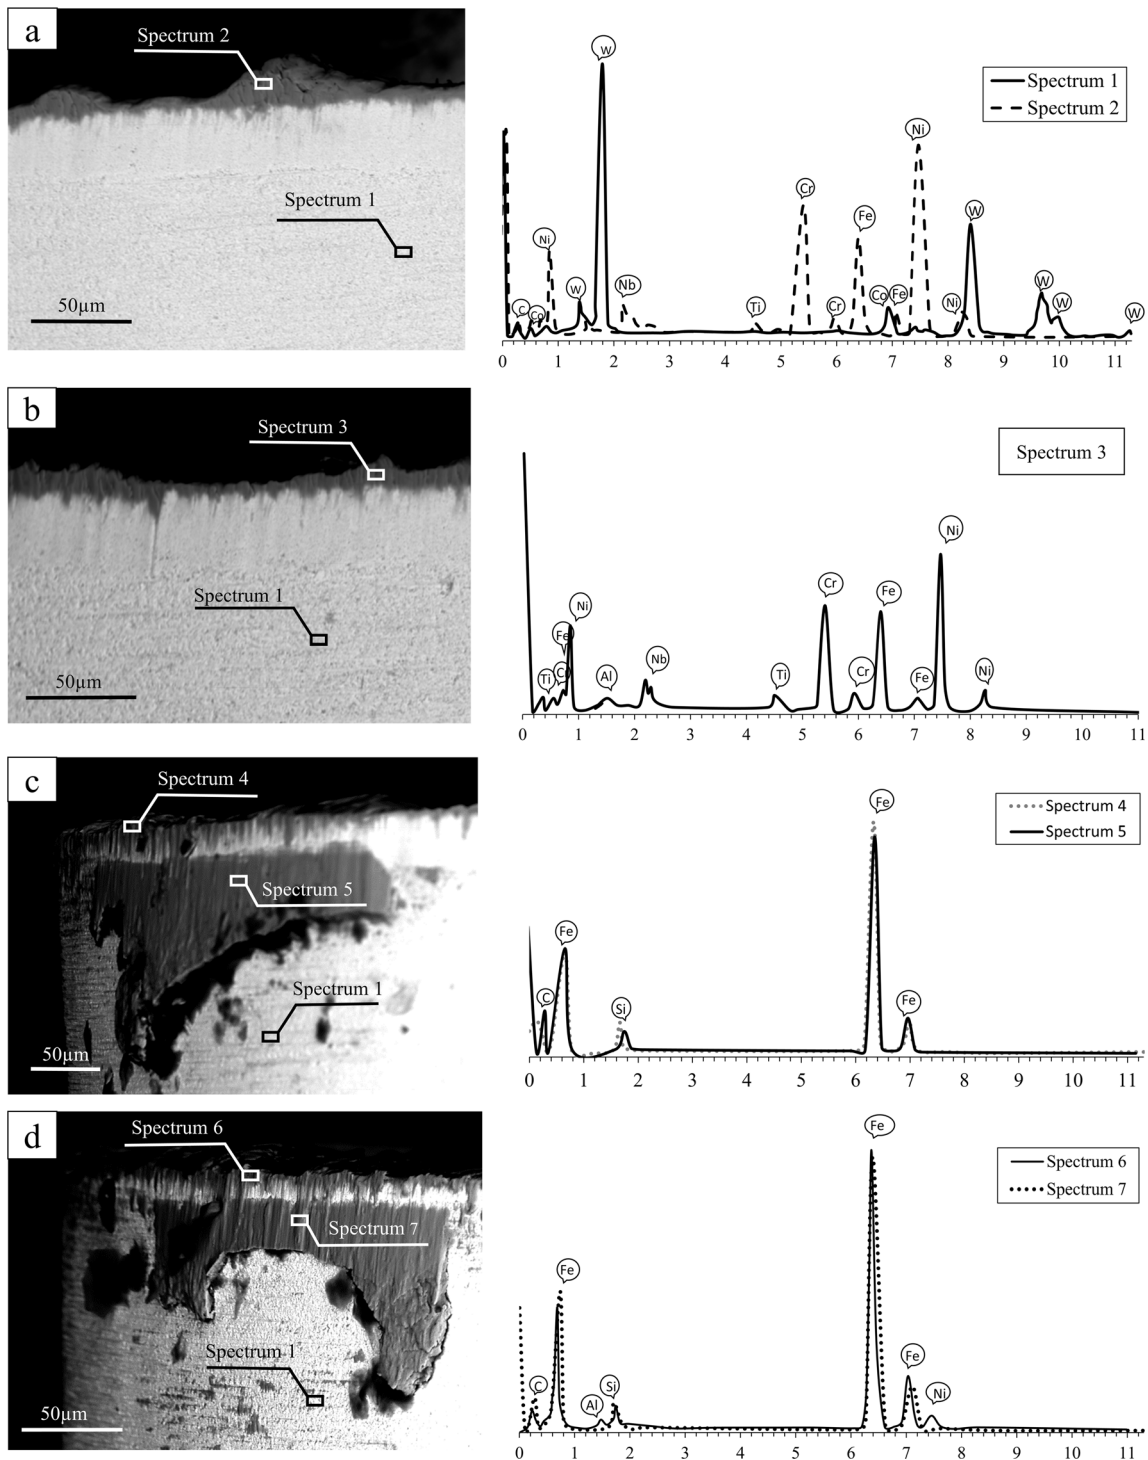 a
Spectrum 2
Spectrum 1
50µm
Spectrum 1
Spectrum 2
W
Ni
Cr
Fe
W
Ni
Nb
W
C
Co
Ti
Cr
Co
Fe
Ni
W
W
W
0 1 2 3 4 5 6 7 8 9 10 11
b
Spectrum 3
Spectrum 1
50µm
Spectrum 3
Ni
Cr
Fe
Ni
Fe
Nb
Ti
Al
Ti
Cr
Fe
Ni
0 1 2 3 4 5 6 7 8 9 10 11
c
Spectrum 4
Spectrum 5
Spectrum 1
50µm
Spectrum 4
Spectrum 5
Fe
Fe
C
Si
Fe
0 1 2 3 4 5 6 7 8 9 10 11
d
Spectrum 6
Spectrum 7
Spectrum 1
50µm
Spectrum 6
Spectrum 7
Fe
Fe
C
Al
Si
Fe
Ni
0 1 2 3 4 5 6 7 8 9 10 11